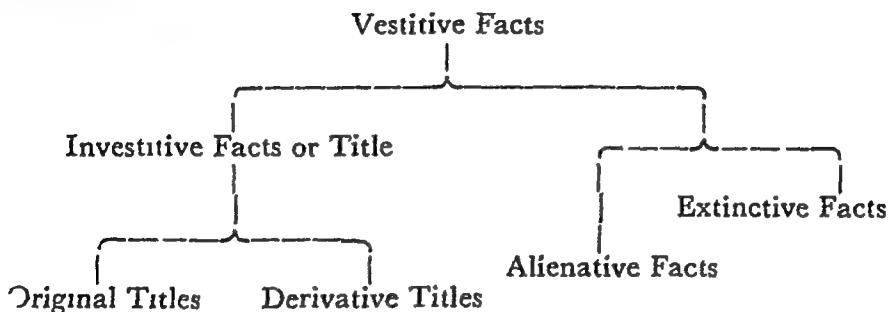 Vestitive Facts
Investitive Facts or Title
Extinctive Facts
Alienative Facts
Original Titles Derivative Titles